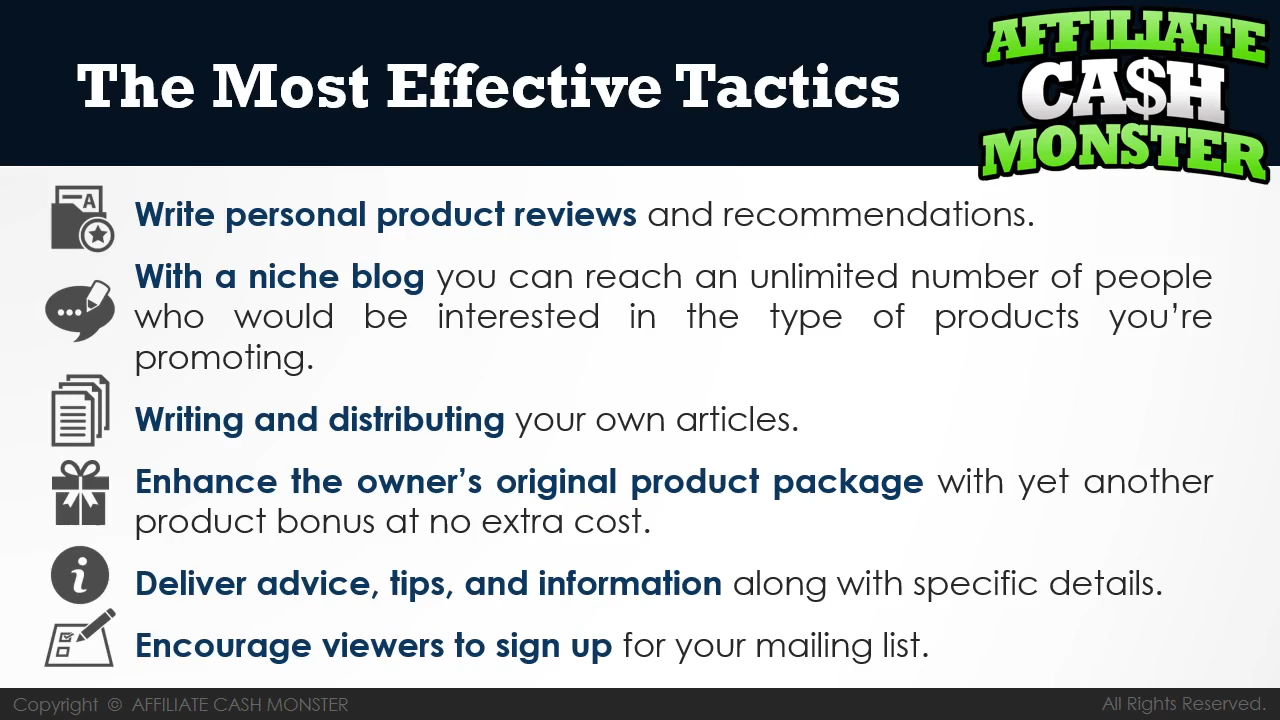 The Most Effective Tactics
AFFILIATE
CA$H
MONSTER
A
Write personal product reviews and recommendations.
With a niche blog you can reach an unlimited number of people
who would be interested in the type of products you’re
promoting.
Writing and distributing your own articles.
Enhance the owner’s original product package with yet another
product bonus at no extra cost.
i
Deliver advice, tips, and information along with specific details.
Encourage viewers to sign up for your mailing list.
Copyright © AFFILIATE CASH MONSTER
All Rights Reserved.